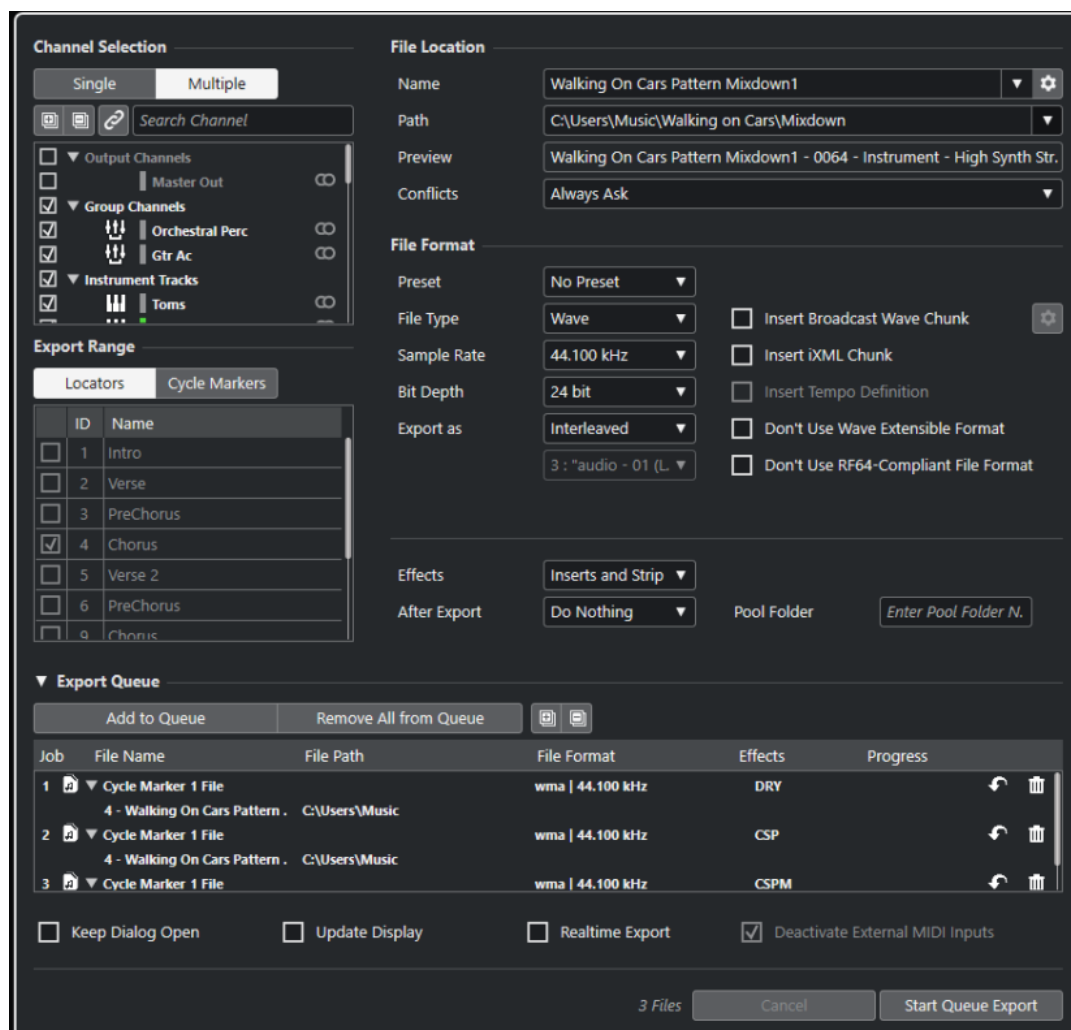 Channel Selection
Single Multiple
Search Channel
Output Channels
Master Out
Group Channels
Orchestral Perc
Gtr Ac
Instrument Tracks
Toms
Export Range
Locators Cycle Markers
ID Name
1 Intro
2 Verse
3 PreChorus
4 Chorus
5 Verse 2
6 PreChorus
9 Chorus
File Location
Name Walking On Cars Pattern Mixdown1
Path C:\Users\Music\Walking on Cars\Mixdown
Preview Walking On Cars Pattern Mixdown1 - 0064 - Instrument - High Synth Str.
Conflicts Always Ask
File Format
Preset No Preset
File Type Wave Insert Broadcast Wave Chunk
Sample Rate 44.100 kHz Insert iXML Chunk
Bit Depth 24 bit Insert Tempo Definition
Export as Interleaved Don't Use Wave Extensible Format
3 : "audio - 01 (L. Don't Use RF64-Compliant File Format
Effects Inserts and Strip
After Export Do Nothing Pool Folder Enter Pool Folder N.
Export Queue
Add to Queue Remove All from Queue
Job File Name File Path File Format Effects Progress
1 Cycle Marker 1 File wma | 44.100 kHz DRY
4 - Walking On Cars Pattern . C:\Users\Music
2 Cycle Marker 1 File wma | 44.100 kHz CSP
4 - Walking On Cars Pattern . C:\Users\Music
3 Cycle Marker 1 File wma | 44.100 kHz CSPM
Keep Dialog Open Update Display Realtime Export Deactivate External MIDI Inputs
3 Files Cancel Start Queue Export